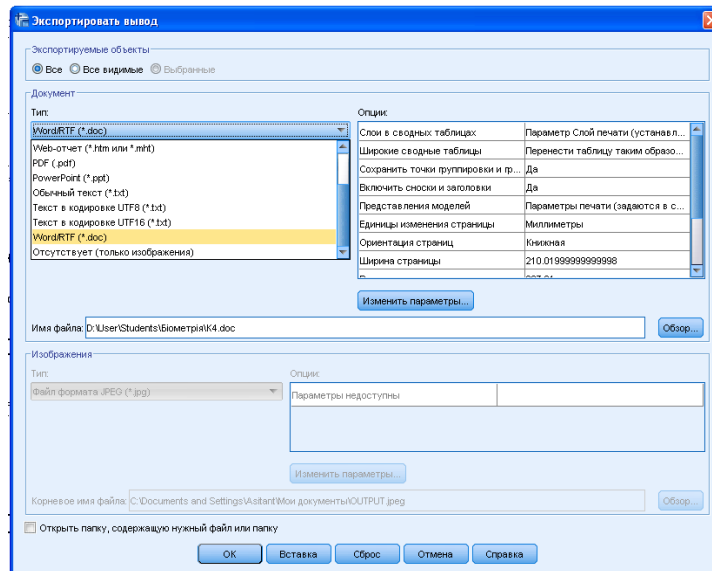 Экспортировать вывод
Экспортируемые объекты
Все Все видимые Выбранные
Документ
Тип:
Word/RTF (*.doc)
Web-отчет (*.htm или *.mht)
PDF (.pdf)
PowerPoint (*.ppt)
Обычный текст (*.txt)
Текст в кодировке UTF8 (*.txt)
Текст в кодировке UTF16 (*.txt)
Word/RTF (*.doc)
Отсутствует (только изображения)
Опции:
Слои в сводных таблицах Параметр Слой печати (устанавл...
Широкие сводные таблицы Перенести таблицу таким образо...
Сохранить точки группировки и гр... Да
Включить сноски и заголовки Да
Представления моделей Параметры печати (задаются в с...
Единицы изменения страницы Миллиметры
Ориентация страниц Книжная
Ширина страницы 210.01999999999998
Изменить параметры...
Имя файла: D:\User\Students\Біометрія\К4.doc Обзор...
Изображения
Тип:
Файл формата JPEG (*.jpg)
Опции:
Параметры недоступны
Изменить параметры...
Корневое имя файла: C:\Documents and Settings\Asitant\Мои документы\OUTPUT.jpeg Обзор...
Открыть папку, содержащую нужный файл или папку
OK Вставка Сброс Отмена Справка